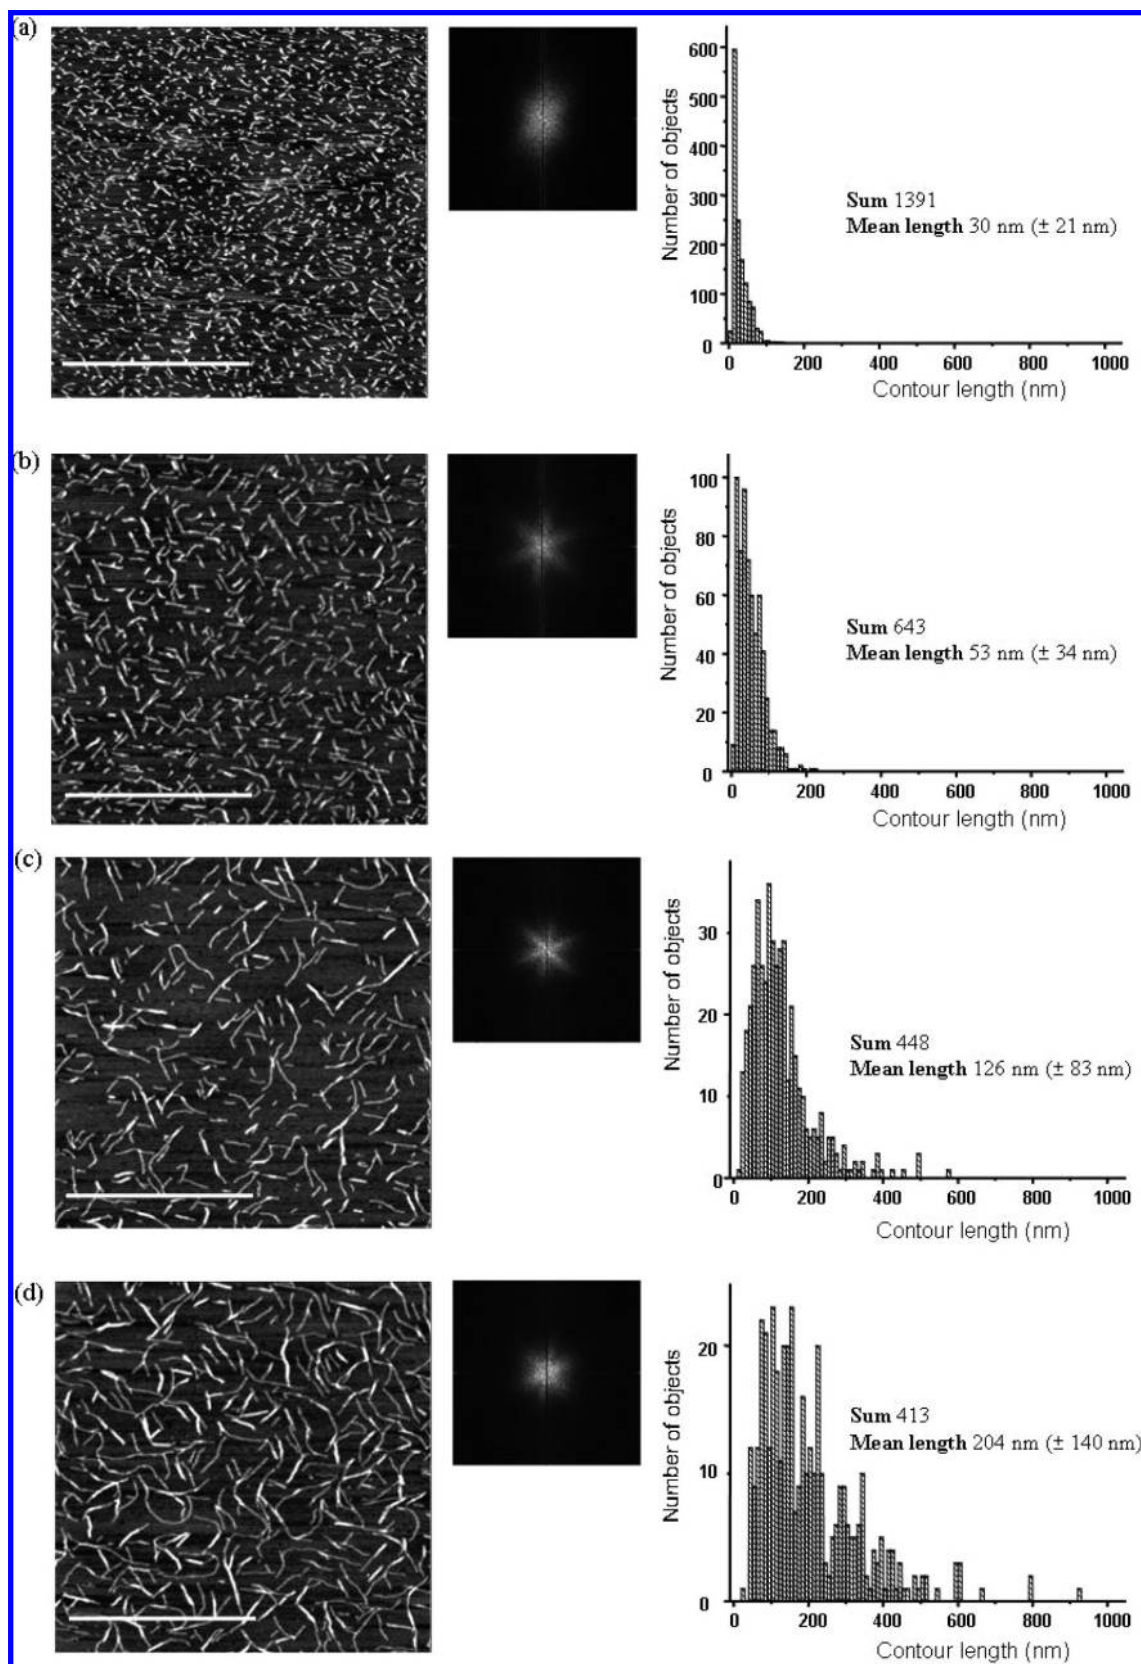 (a)
Number of objects
600
500
400
300
200
100
0
Sum 1391
Mean length 30 nm (± 21 nm)
0 200 400 600 800 1000
Contour length (nm)
(b)
Number of objects
100
80
60
40
20
0
Sum 643
Mean length 53 nm (± 34 nm)
0 200 400 600 800 1000
Contour length (nm)
(c)
Number of objects
30
20
10
0
Sum 448
Mean length 126 nm (± 83 nm)
0 200 400 600 800 1000
Contour length (nm)
(d)
Number of objects
20
10
0
Sum 413
Mean length 204 nm (± 140 nm)
0 200 400 600 800 1000
Contour length (nm)